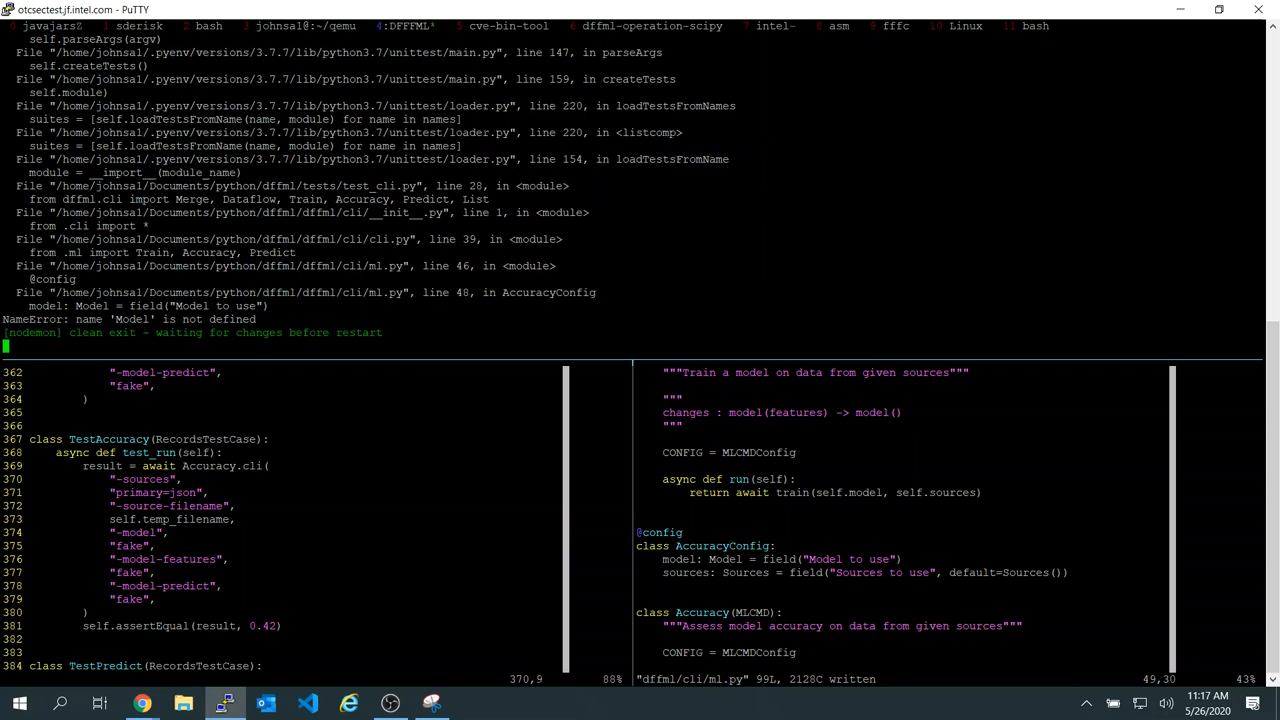 otcsectest.jf.intel.com - PuTTY
0 javajarsZ 1 sderisk 2 bash 3 johnsa1@:~/qemu 4:DFFFML* 5 cve-bin-tool 6 dffml-operation-scipy 7 intel- 8 asm 9 fffc 10 Linux 11 bash
self.parseArgs(argv)
File "/home/johnsa1/.pyenv/versions/3.7.7/lib/python3.7/unittest/main.py", line 147, in parseArgs
self.createTests()
File "/home/johnsa1/.pyenv/versions/3.7.7/lib/python3.7/unittest/main.py", line 159, in createTests
self.module)
File "/home/johnsa1/.pyenv/versions/3.7.7/lib/python3.7/unittest/loader.py", line 220, in loadTestsFromNames
suites = [self.loadTestsFromName(name, module) for name in names]
File "/home/johnsa1/.pyenv/versions/3.7.7/lib/python3.7/unittest/loader.py", line 220, in <listcomp>
suites = [self.loadTestsFromName(name, module) for name in names]
File "/home/johnsa1/.pyenv/versions/3.7.7/lib/python3.7/unittest/loader.py", line 154, in loadTestsFromName
module = __import__(module_name)
File "/home/johnsa1/Documents/python/dffml/tests/test_cli.py", line 28, in <module>
from dffml.cli import Merge, Dataflow, Train, Accuracy, Predict, List
File "/home/johnsa1/Documents/python/dffml/dffml/cli/__init__.py", line 1, in <module>
from .cli import *
File "/home/johnsa1/Documents/python/dffml/dffml/cli/cli.py", line 39, in <module>
from .ml import Train, Accuracy, Predict
File "/home/johnsa1/Documents/python/dffml/dffml/cli/ml.py", line 46, in <module>
@config
File "/home/johnsa1/Documents/python/dffml/dffml/cli/ml.py", line 48, in AccuracyConfig
model: Model = field("Model to use")
NameError: name 'Model' is not defined
[nodemon] clean exit - waiting for changes before restart
362 "-model-predict",
363 "fake",
364 )
365
366
367 class TestAccuracy(RecordsTestCase):
368 async def test_run(self):
369 result = await Accuracy.cli(
370 "-sources",
371 "primary=json",
372 "-source-filename",
373 self.temp_filename,
374 "-model",
375 "fake",
376 "-model-features",
377 "fake",
378 "-model-predict",
379 "fake",
380 )
381 self.assertEqual(result, 0.42)
382
383
384 class TestPredict(RecordsTestCase):
370,9 88%
"""Train a model on data from given sources"""
"""
changes : model(features) -> model()
"""
CONFIG = MLCMDConfig
async def run(self):
return await train(self.model, self.sources)
@config
class AccuracyConfig:
model: Model = field("Model to use")
sources: Sources = field("Sources to use", default=Sources())
class Accuracy(MLCMD):
"""Assess model accuracy on data from given sources"""
CONFIG = MLCMDConfig
"dffml/cli/ml.py" 99L, 2128C written 49,30 43%
11:17 AM
5/26/2020